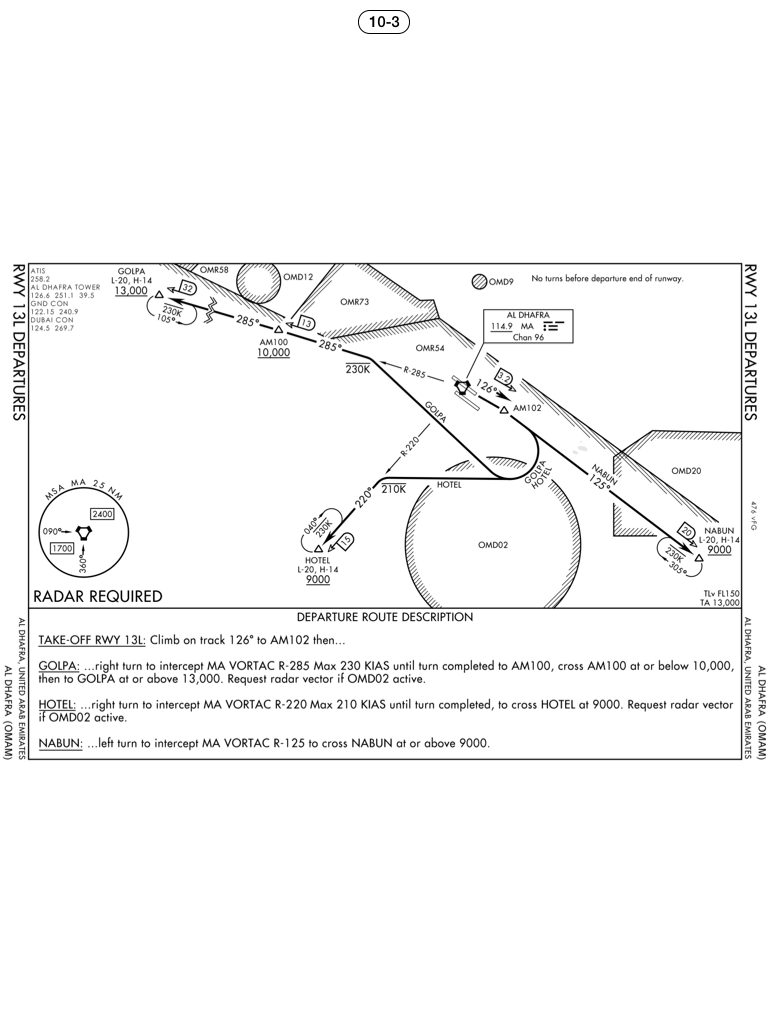 10-3
RWY 13L DEPARTURES
RWY 13L DEPARTURES
ATIS
258.2
AL DHAFRA TOWER
126.6 251.1 39.5
GND CON
122.15 240.9
DUBAI CON
124.5 269.7
GOLPA
L-20, H-14
13,000
32
230K
105°
OMR58
OMD12
OMR73
OMD9
No turns before departure end of runway.
285°
13
AM100
10,000
285°
230K
OMR54
AL DHAFRA
114.9 MA
Chan 96
R-285
3.2
126°
AM102
GOLPA
R-220
GOLPA
HOTEL
NABUN
125°
OMD20
HOTEL
210K
220°
040°
230K
15
HOTEL
L-20, H-14
9000
OMD02
20
NABUN
L-20, H-14
9000
230K
305°
476 vFG
MSA MA 25 NM
2400
090°
1700
360°
RADAR REQUIRED
TLv FL150
TA 13,000
DEPARTURE ROUTE DESCRIPTION
TAKE-OFF RWY 13L: Climb on track 126° to AM102 then...
GOLPA: ...right turn to intercept MA VORTAC R-285 Max 230 KIAS until turn completed to AM100, cross AM100 at or below 10,000,
then to GOLPA at or above 13,000. Request radar vector if OMD02 active.
HOTEL: ...right turn to intercept MA VORTAC R-220 Max 210 KIAS until turn completed, to cross HOTEL at 9000. Request radar vector
if OMD02 active.
NABUN: ...left turn to intercept MA VORTAC R-125 to cross NABUN at or above 9000.
AL DHAFRA, UNITED ARAB EMIRATES
AL DHAFRA (OMAM)
AL DHAFRA, UNITED ARAB EMIRATES
AL DHAFRA (OMAM)